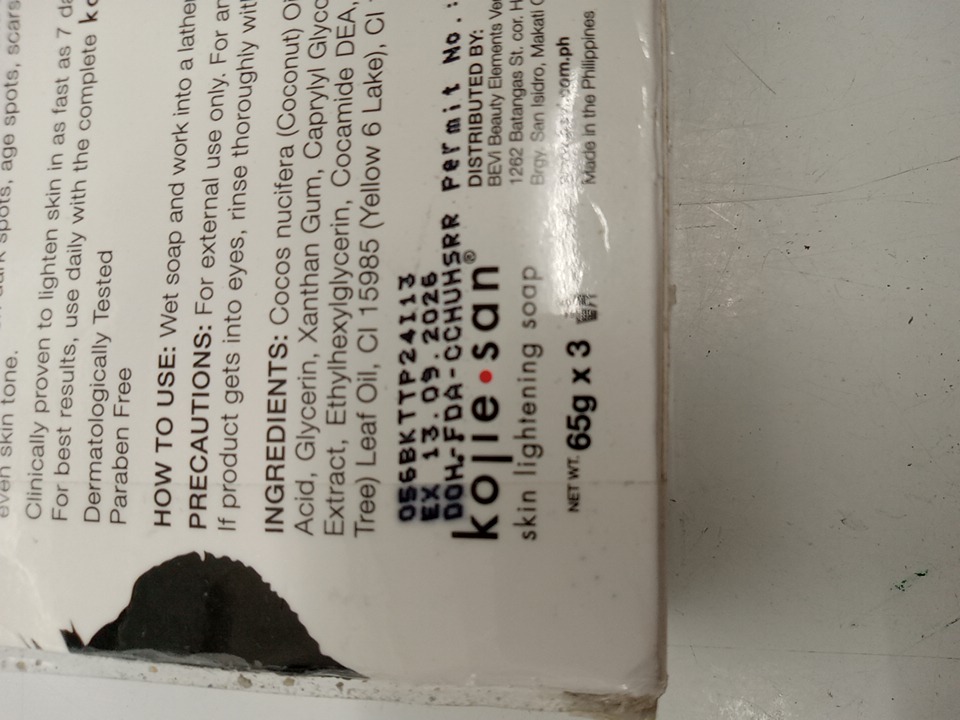 even skin tone.
spots, age spots, scars
Clinically proven to lighten skin in as fast as 7
For best results, use daily with the complete
Dermatologically Tested
Paraben Free
HOW TO USE: Wet soap and work into a lather
PRECAUTIONS: For external use only. For
If product gets into eyes, rinse thoroughly
INGREDIENTS: Cocos nucifera (Coconut)
Acid, Glycerin, Xanthan Gum, Caprylyl
Extract, Ethylhexylglycerin, Cocamide DEA,
Tree) Leaf Oil, CI 15985 (Yellow 6 Lake), CI
056BKTTP24113
EX 13.09.2026
DOH-FDA-CCHUHSRR Permit No.:
kojie•san®
skin lightening soap
NET WT. 65g x 3
DISTRIBUTED BY:
BEVI Beauty Elements
1262 Batangas St. cor.
Brgy. San Isidro, Makati
Made in the Philippines